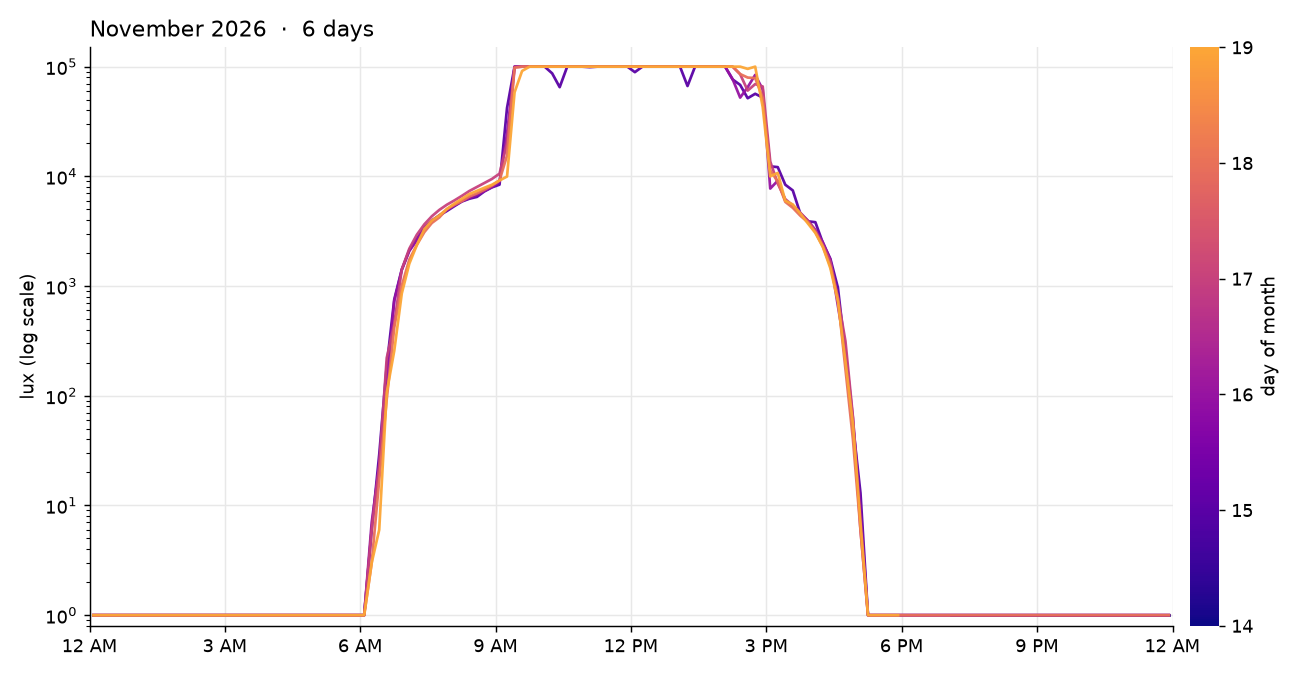 November 2026 · 6 days
lux (log scale)
10⁵
10⁴
10³
10²
10¹
10⁰
12 AM
3 AM
6 AM
9 AM
12 PM
3 PM
6 PM
9 PM
12 AM
19
18
17
16
15
14
day of month